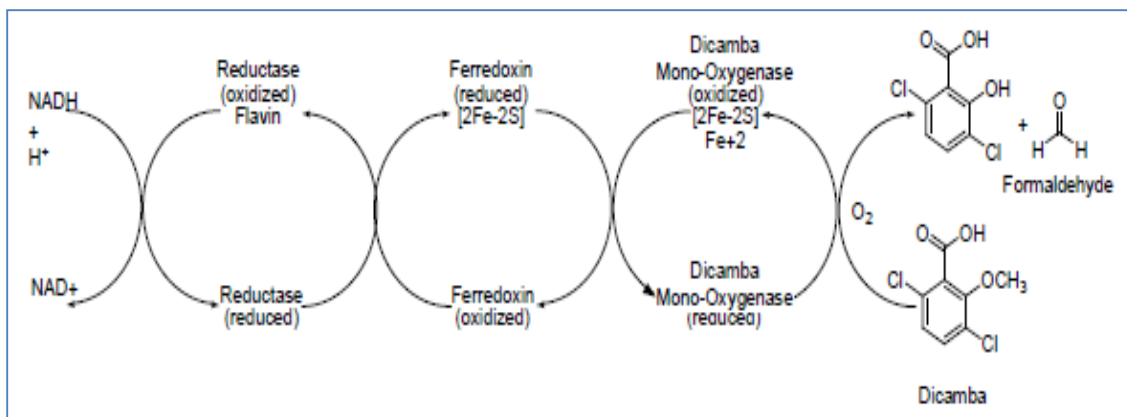 NADH
+
H+
NAD+
Reductase
(oxidized)
Flavin
Reductase
(reduced)
Ferredoxin
(reduced)
[2Fe-2S]
Ferredoxin
(oxidized)
Dicamba
Mono-Oxygenase
(oxidized)
[2Fe-2S]
Fe+2
Dicamba
Mono-Oxygenase
(reduced)
O2
O OH
Cl OH
Cl
+
O
H H
Formaldehyde
O OH
Cl OCH3
Cl
Dicamba